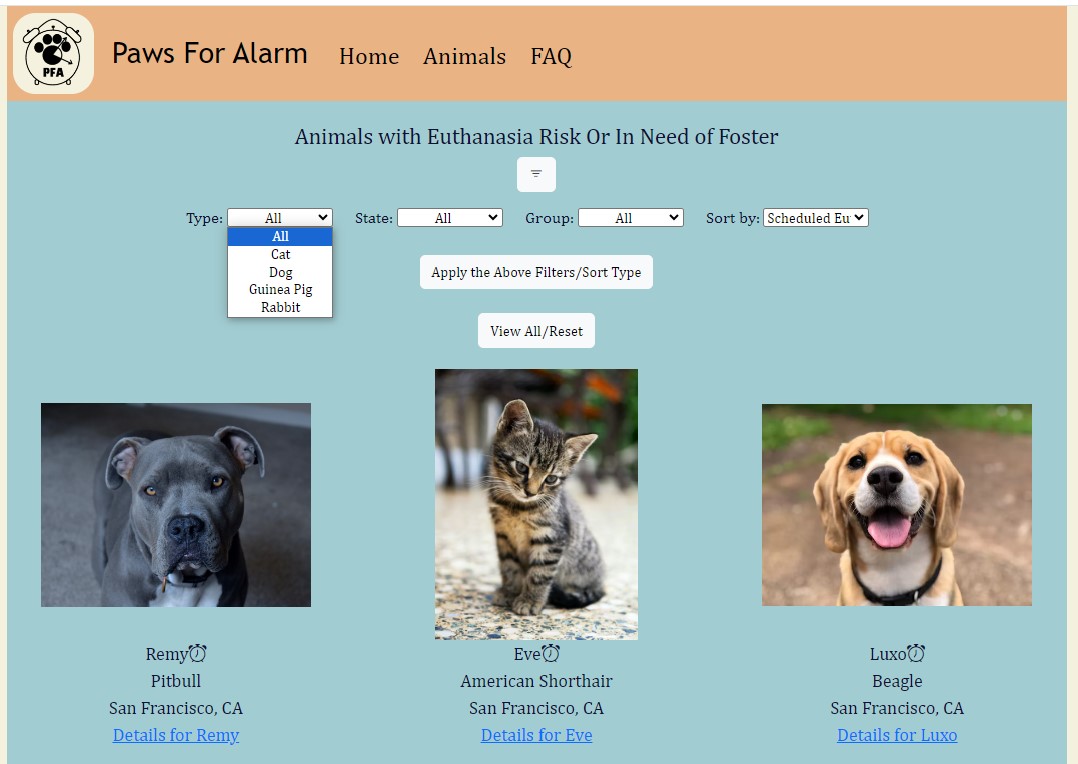 PFA
Paws For Alarm
Home Animals FAQ
Animals with Euthanasia Risk Or In Need of Foster
Type: All State: All Group: All Sort by: Scheduled Eu
All
Cat
Dog
Guinea Pig
Rabbit
Apply the Above Filters/Sort Type
View All/Reset
Remy Eve Luxo
Pitbull American Shorthair Beagle
San Francisco, CA San Francisco, CA San Francisco, CA
Details for Remy Details for Eve Details for Luxo